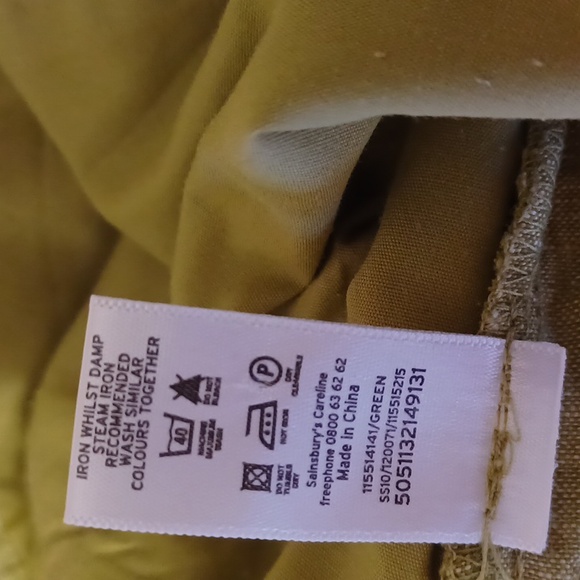 IRON WHILST DAMP
STEAM IRON
RECOMMENDED
WASH SIMILAR
COLOURS TOGETHER
40
MACHINE
MAXIMUM
WASH
DO NOT
BLEACH
DO NOT
TUMBLE
DRY
HOT IRON
P
DRY
CLEANABLE
Sainsbury's Careline
freephone 0800 63 62 62
Made in China
115514141/GREEN
SS10/120071/115515215
5051132149131